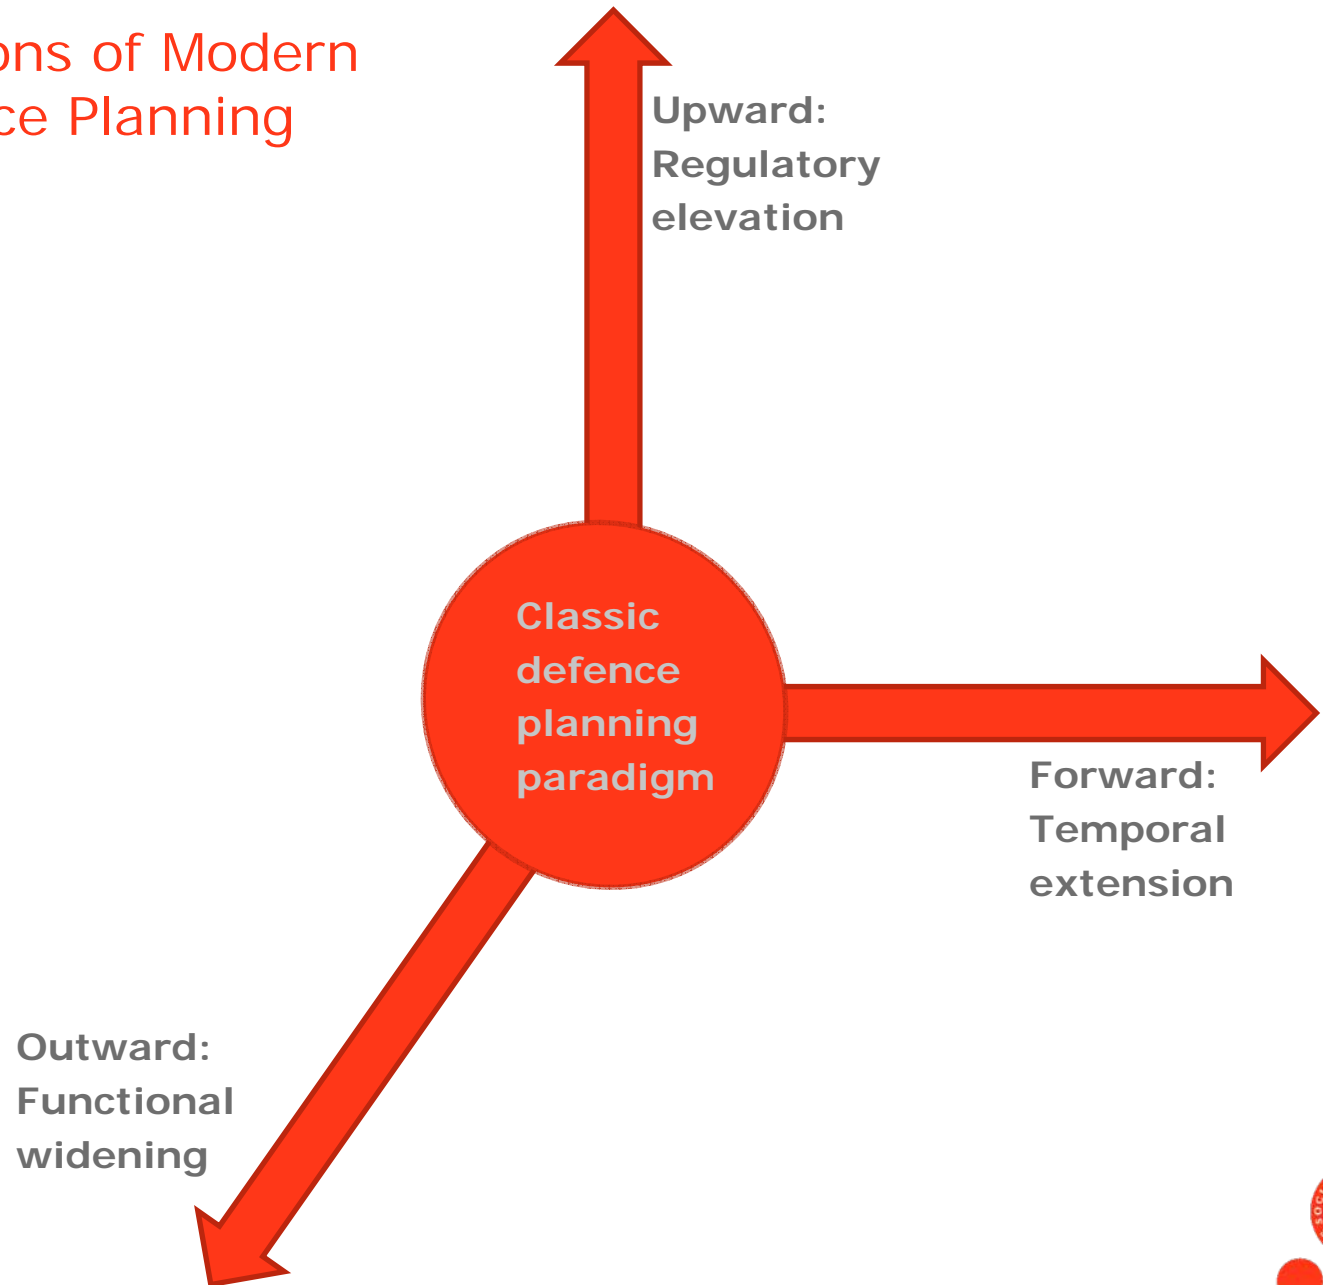 ons of Modern
ce Planning
Upward:
Regulatory
elevation
Classic
defence
planning
paradigm
Forward:
Temporal
extension
Outward:
Functional
widening